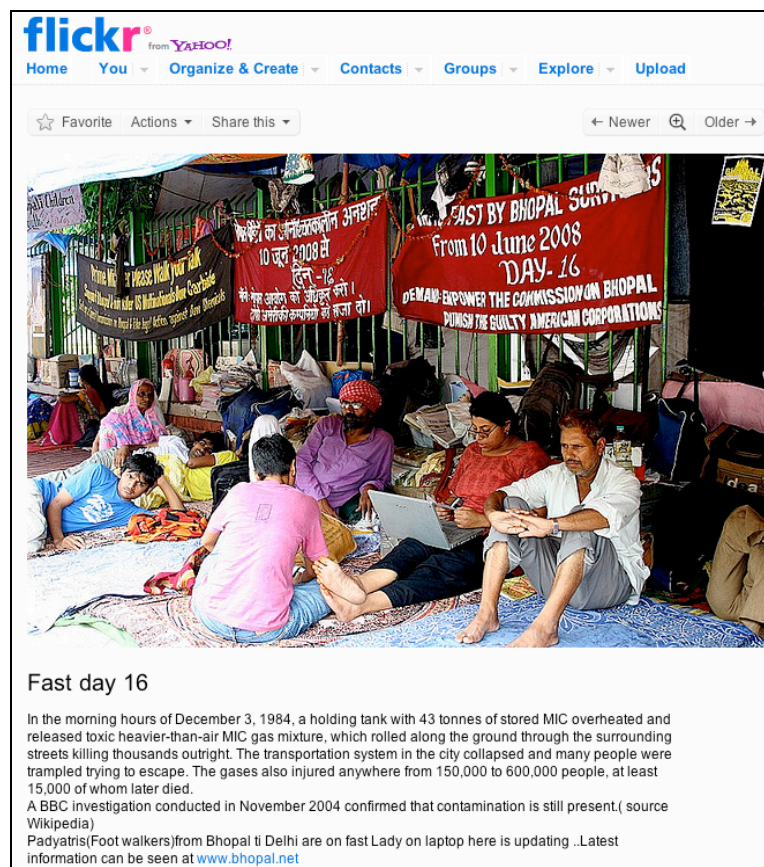 flickr® from YAHOO!
Home You Organize & Create Contacts Groups Explore Upload
Favorite Actions Share this ← Newer Older →
Children
Prime Minister Please Walk your Talk
10 जून 2008 से
दिन - १६
FAST BY BHOPAL SURVIVORS
From 10 June 2008
DAY-16
DEMAND: EMPOWER THE COMMISSION ON BHOPAL
PUNISH THE GUILTY AMERICAN CORPORATIONS
Fast day 16
In the morning hours of December 3, 1984, a holding tank with 43 tonnes of stored MIC overheated and
released toxic heavier-than-air MIC gas mixture, which rolled along the ground through the surrounding
streets killing thousands outright. The transportation system in the city collapsed and many people were
trampled trying to escape. The gases also injured anywhere from 150,000 to 600,000 people, at least
15,000 of whom later died.
A BBC investigation conducted in November 2004 confirmed that contamination is still present.( source
Wikipedia)
Padyatris(Foot walkers)from Bhopal ti Delhi are on fast Lady on laptop here is updating ..Latest
information can be seen at www.bhopal.net